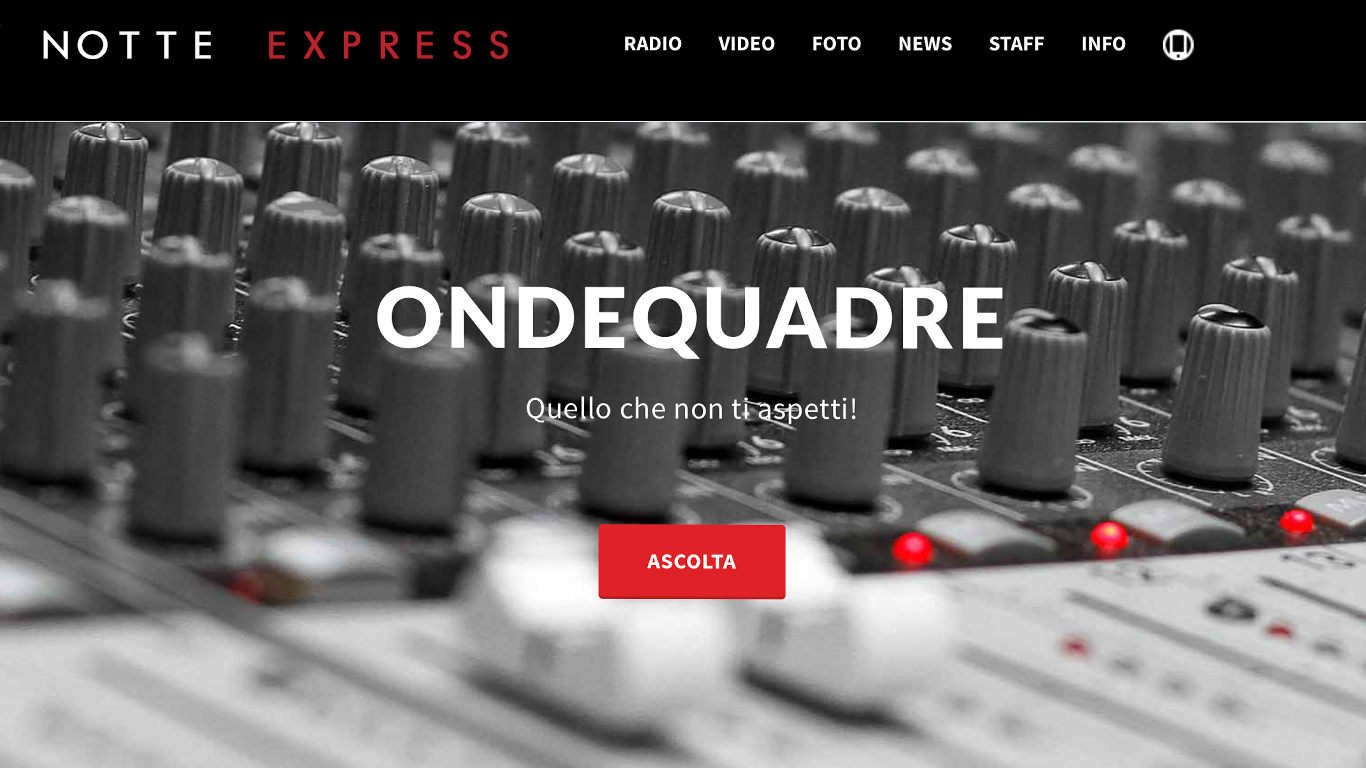 NOTTE EXPRESS
RADIO VIDEO FOTO NEWS STAFF INFO
ONDEQUADRE
Quello che non ti aspetti!
ASCOLTA